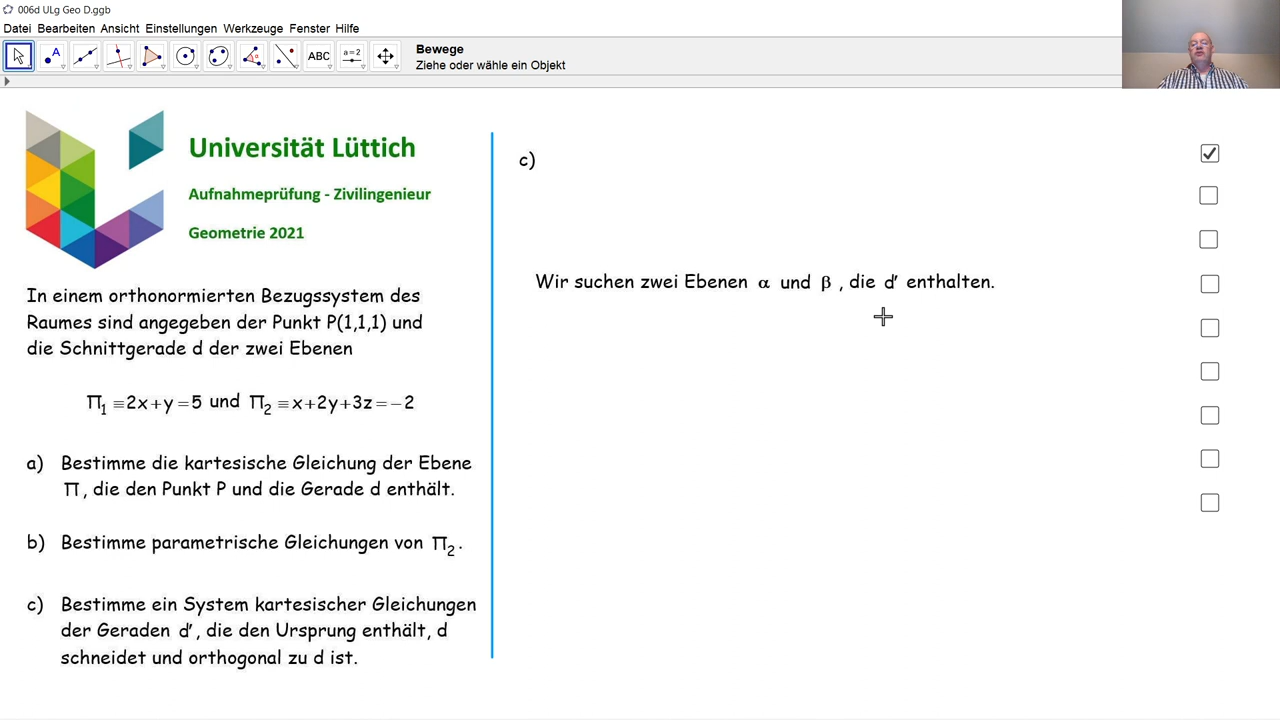 006d ULg Geo D.ggb
Datei Bearbeiten Ansicht Einstellungen Werkzeuge Fenster Hilfe
A
ABC
a=2
Bewege
Ziehe oder wähle ein Objekt
Universität Lüttich
Aufnahmeprüfung - Zivilingenieur
Geometrie 2021
In einem orthonormierten Bezugssystem des
Raumes sind angegeben der Punkt P(1,1,1) und
die Schnittgerade d der zwei Ebenen
Π₁ ≡2x+y=5 und Π₂ ≡x+2y+3z=−2
a) Bestimme die kartesische Gleichung der Ebene
Π, die den Punkt P und die Gerade d enthält.
b) Bestimme parametrische Gleichungen von Π₂.
c) Bestimme ein System kartesischer Gleichungen
der Geraden d', die den Ursprung enthält, d
schneidet und orthogonal zu d ist.
c)
Wir suchen zwei Ebenen α und β, die d' enthalten.